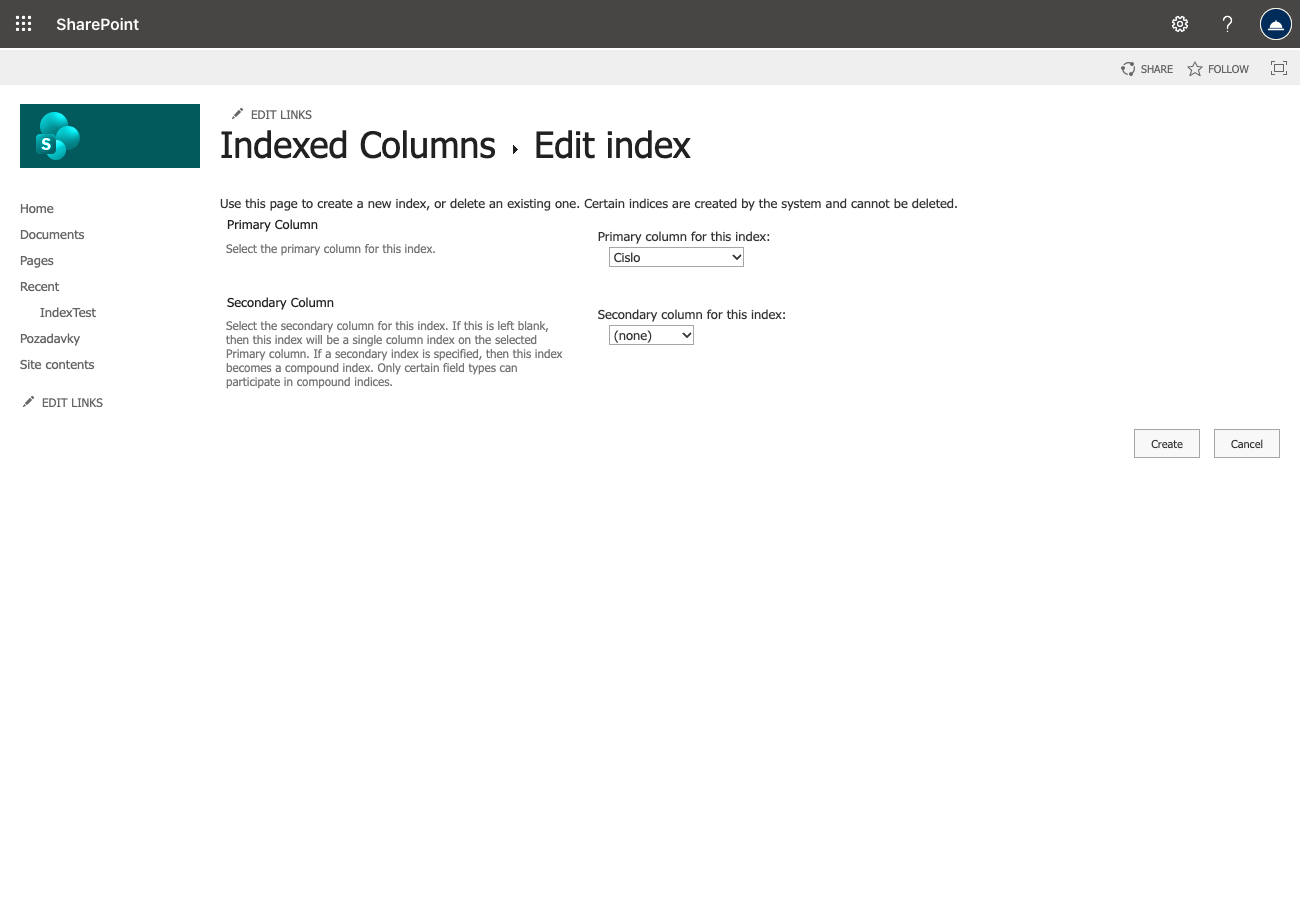 SharePoint
?
SHARE
FOLLOW
S
EDIT LINKS
Indexed Columns ▸ Edit index
Home
Documents
Pages
Recent
IndexTest
Pozadavky
Site contents
EDIT LINKS
Use this page to create a new index, or delete an existing one. Certain indices are created by the system and cannot be deleted.
Primary Column
Select the primary column for this index.
Primary column for this index:
Cislo
Secondary Column
Select the secondary column for this index. If this is left blank,
then this index will be a single column index on the selected
Primary column. If a secondary index is specified, then this index
becomes a compound index. Only certain field types can
participate in compound indices.
Secondary column for this index:
(none)
Create
Cancel